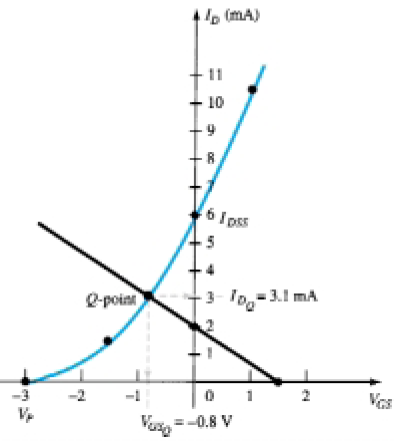 I_D (mA)
11
10
9
8
7
6 I_DSS
5
4
Q-point
3 I_DQ = 3.1 mA
2
1
−3 −2 −1 0 1 2 V_GS
V_P
V_GSQ = −0.8 V